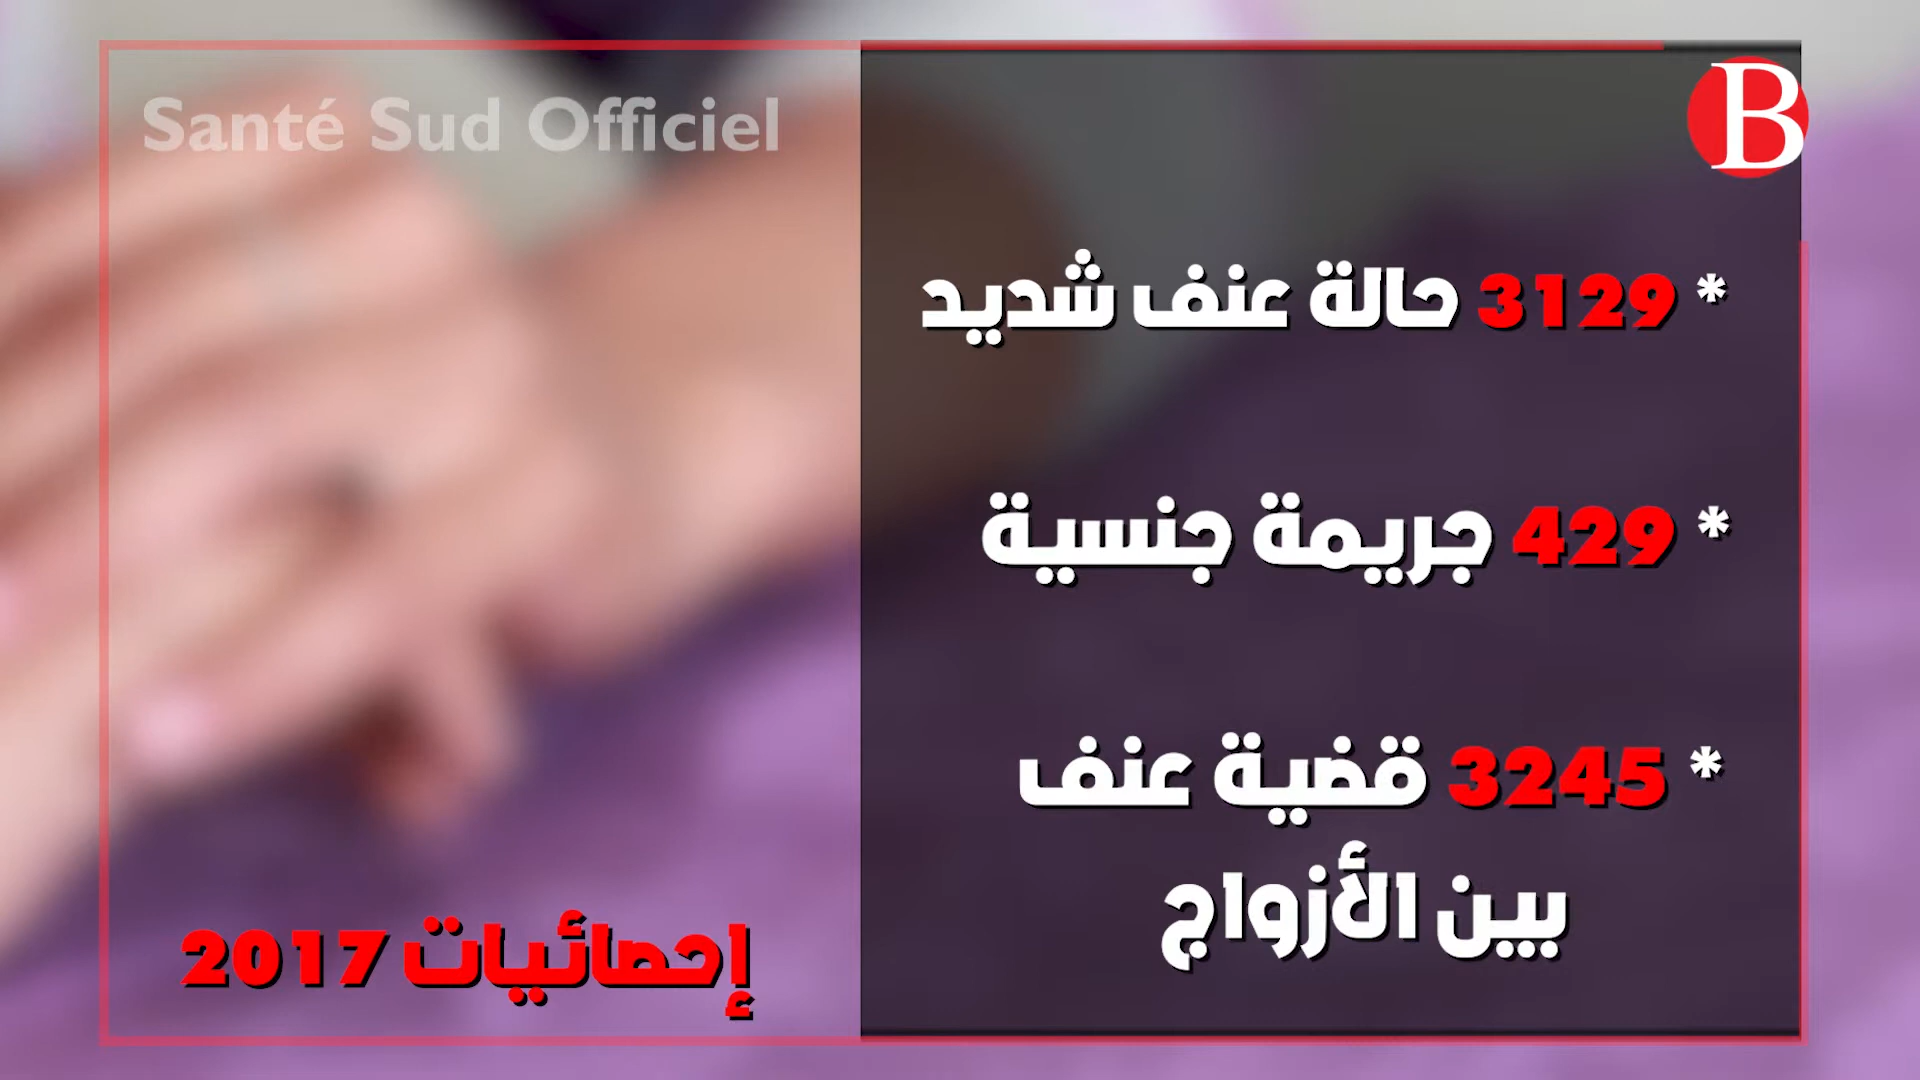 Santé Sud Officiel
B
* 3129 حالة عنف شديد
* 429 جريمة جنسية
* 3245 قضية عنف
بين الأزواج
إحصائيات 2017